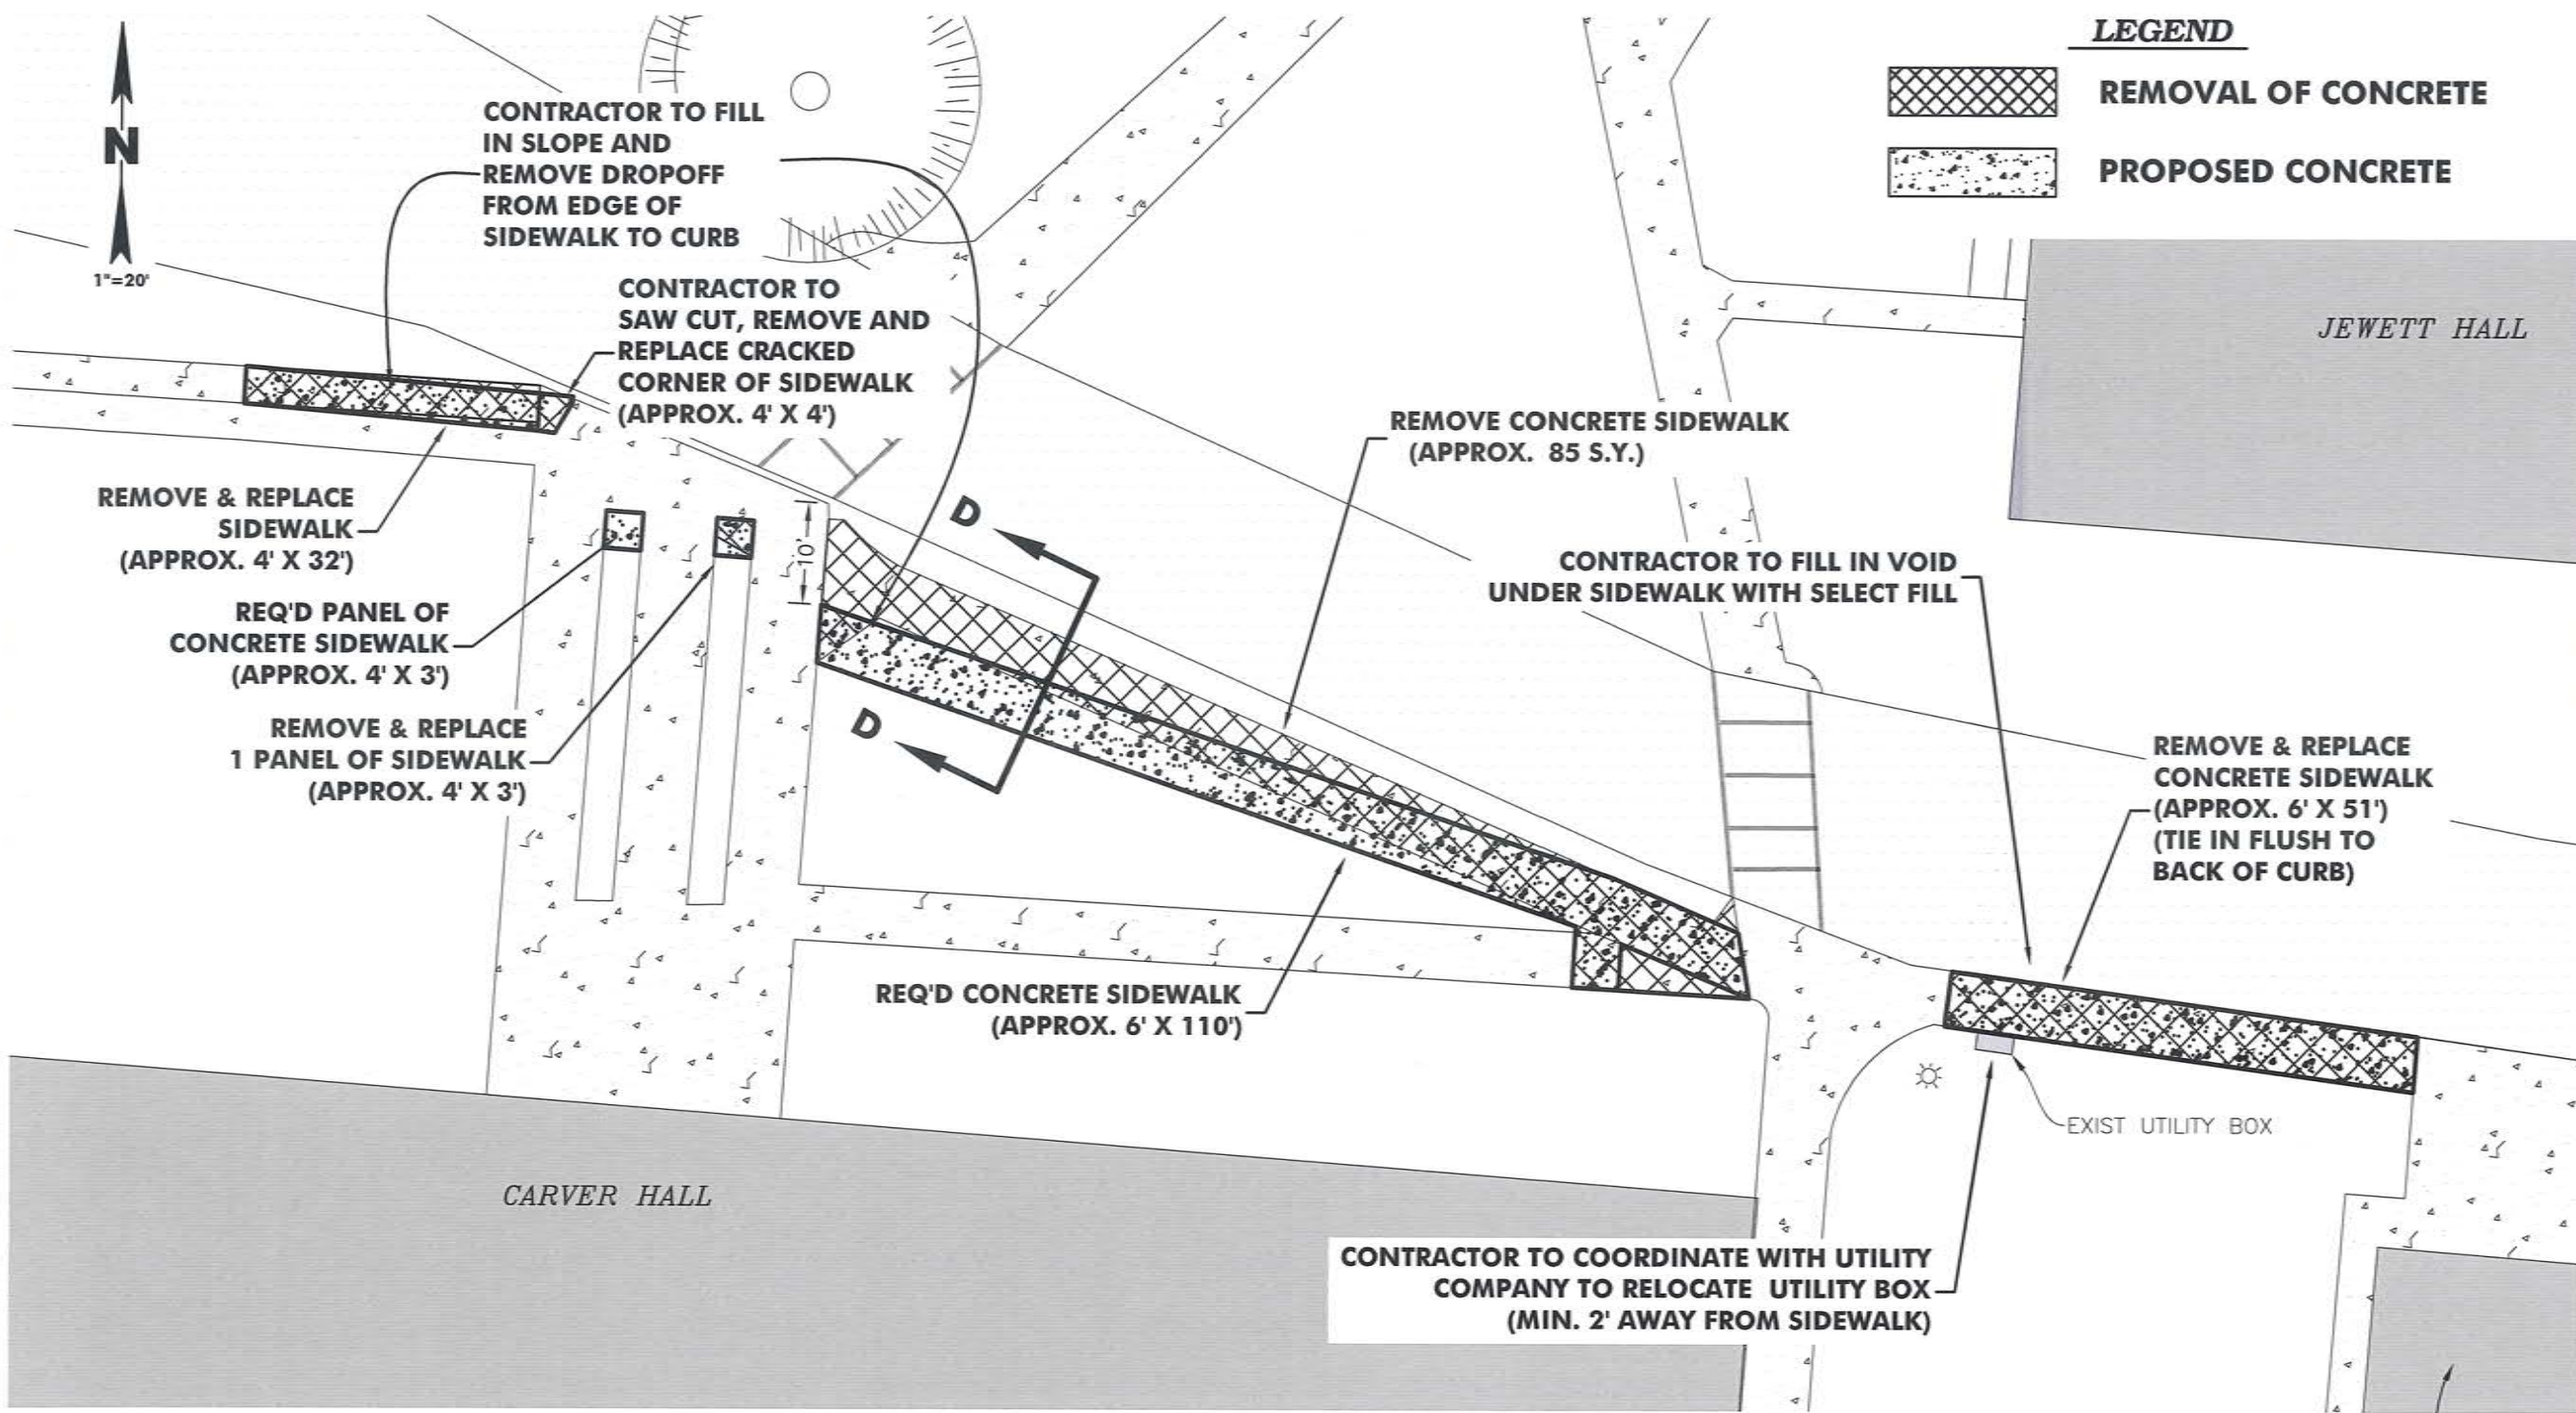 LEGEND
REMOVAL OF CONCRETE
PROPOSED CONCRETE
N
1"=20'
CONTRACTOR TO FILL
IN SLOPE AND
REMOVE DROPOFF
FROM EDGE OF
SIDEWALK TO CURB
CONTRACTOR TO
SAW CUT, REMOVE AND
REPLACE CRACKED
CORNER OF SIDEWALK
(APPROX. 4' X 4')
JEWETT HALL
REMOVE CONCRETE SIDEWALK
(APPROX. 85 S.Y.)
REMOVE & REPLACE
SIDEWALK
(APPROX. 4' X 32')
D
10'
CONTRACTOR TO FILL IN VOID
UNDER SIDEWALK WITH SELECT FILL
REQ'D PANEL OF
CONCRETE SIDEWALK
(APPROX. 4' X 3')
REMOVE & REPLACE
1 PANEL OF SIDEWALK
(APPROX. 4' X 3')
D
REMOVE & REPLACE
CONCRETE SIDEWALK
(APPROX. 6' X 51')
(TIE IN FLUSH TO
BACK OF CURB)
REQ'D CONCRETE SIDEWALK
(APPROX. 6' X 110')
EXIST UTILITY BOX
CARVER HALL
CONTRACTOR TO COORDINATE WITH UTILITY
COMPANY TO RELOCATE UTILITY BOX
(MIN. 2' AWAY FROM SIDEWALK)